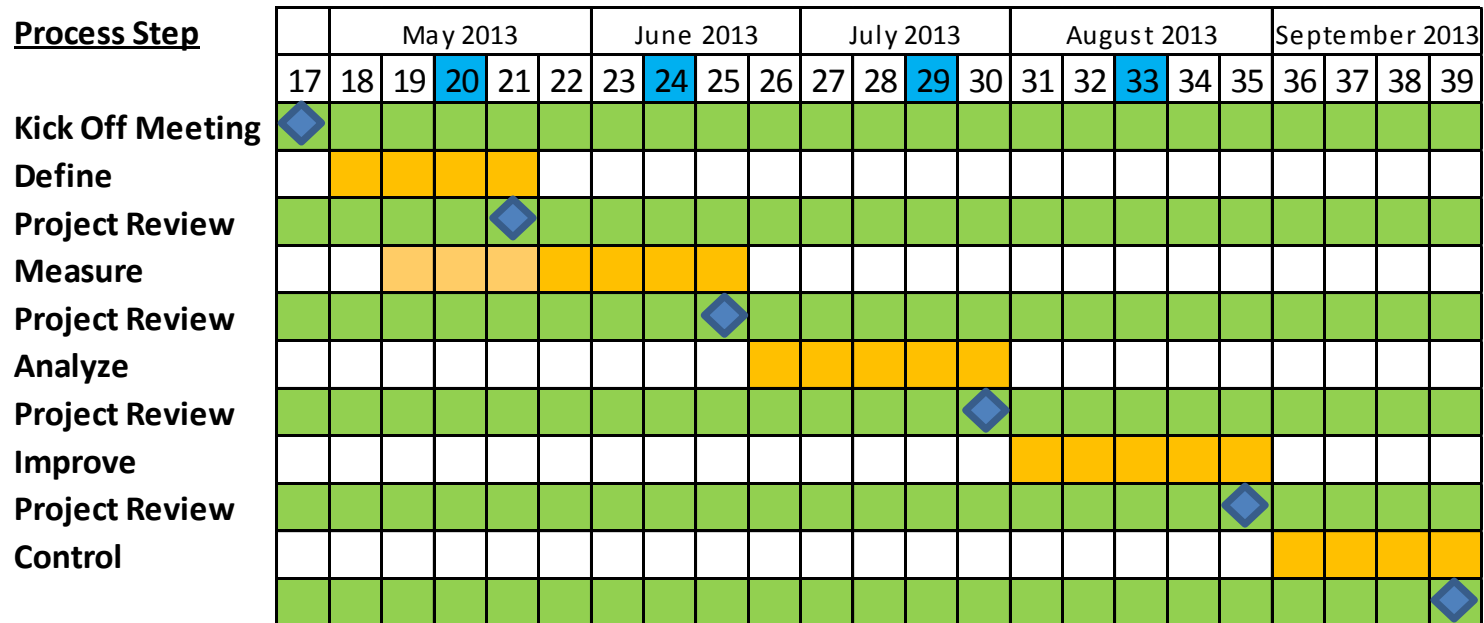 Process Step May 2013 June 2013 July 2013 August 2013 September 2013
17 18 19 20 21 22 23 24 25 26 27 28 29 30 31 32 33 34 35 36 37 38 39
Kick Off Meeting
Define
Project Review
Measure
Project Review
Analyze
Project Review
Improve
Project Review
Control